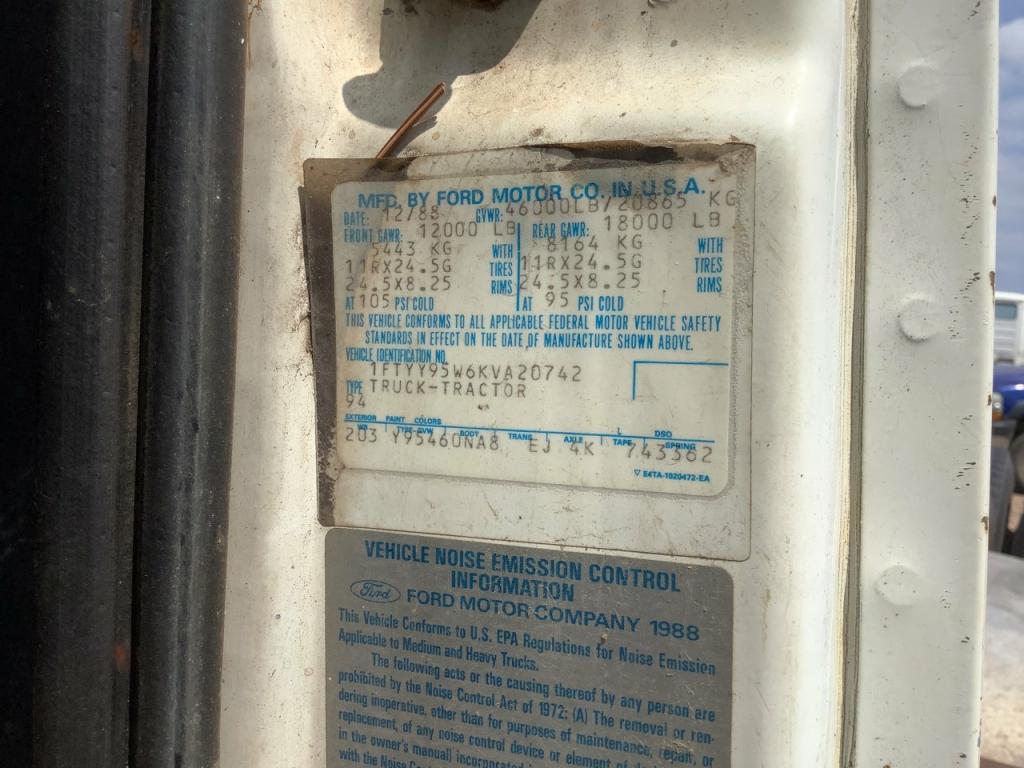 MFD. BY FORD MOTOR CO. IN U.S.A.
DATE: 12/88 GVWR: 46000LB/20865 KG
FRONT GAWR: 12000 LB REAR GAWR: 18000 LB
5443 KG WITH 8164 KG WITH
11RX24.5G TIRES 11RX24.5G TIRES
24.5X8.25 RIMS 24.5X8.25 RIMS
AT 105 PSI COLD AT 95 PSI COLD
THIS VEHICLE CONFORMS TO ALL APPLICABLE FEDERAL MOTOR VEHICLE SAFETY
STANDARDS IN EFFECT ON THE DATE OF MANUFACTURE SHOWN ABOVE.
VEHICLE IDENTIFICATION NO.
1FTYY95W6KVA20742
TYPE TRUCK-TRACTOR
94
EXTERIOR PAINT COLORS L DSO
WB TYPE-GVW BODY TRANS AXLE TAPE SPRING
203 Y95460NA8 EJ 4K 743362
▽ E4TA-1020472-EA
VEHICLE NOISE EMISSION CONTROL
INFORMATION
Ford FORD MOTOR COMPANY 1988
This Vehicle Conforms to U.S. EPA Regulations for Noise Emission
Applicable to Medium and Heavy Trucks.
The following acts or the causing thereof by any person are
prohibited by the Noise Control Act of 1972: (A) The removal or ren-
dering inoperative, other than for purposes of maintenance, repair, or
replacement, of any noise control device or element of
in the owner's manual) incorporated
with the Noise